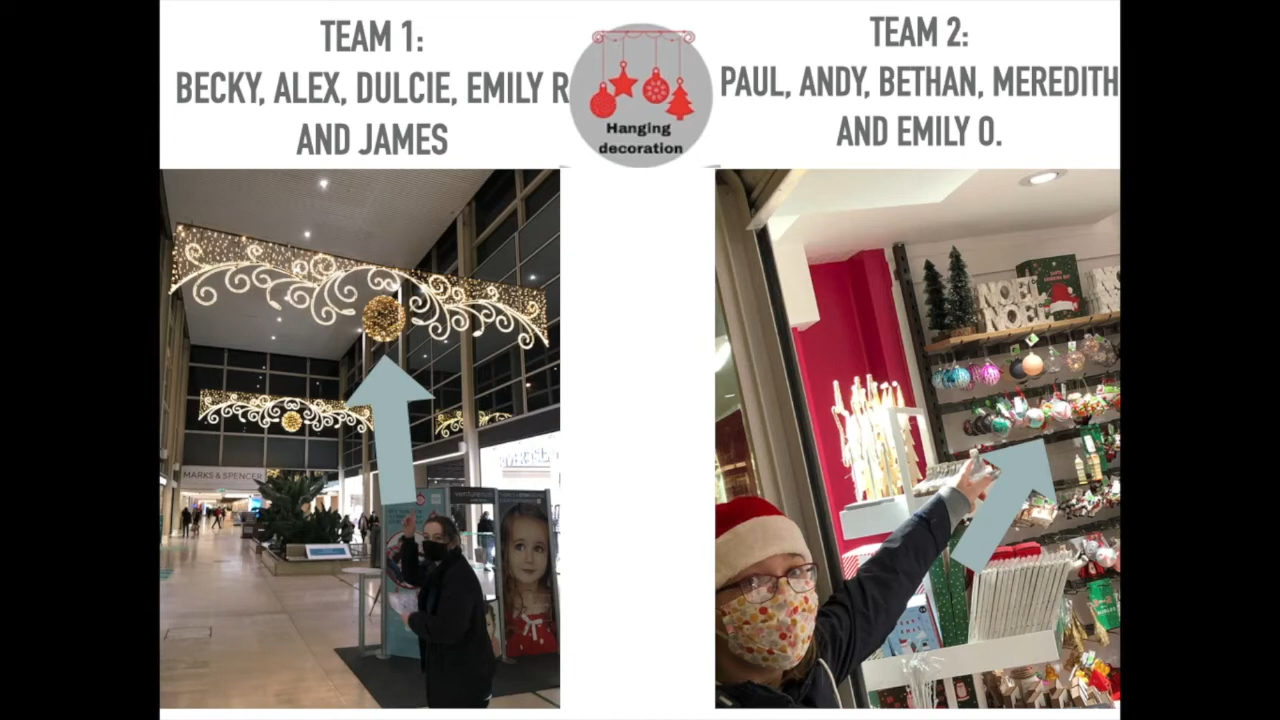 TEAM 1:
BECKY, ALEX, DULCIE, EMILY R
AND JAMES
Hanging
decoration
TEAM 2:
PAUL, ANDY, BETHAN, MEREDITH
AND EMILY O.
MARKS & SPENCER
NOEL
NOEL